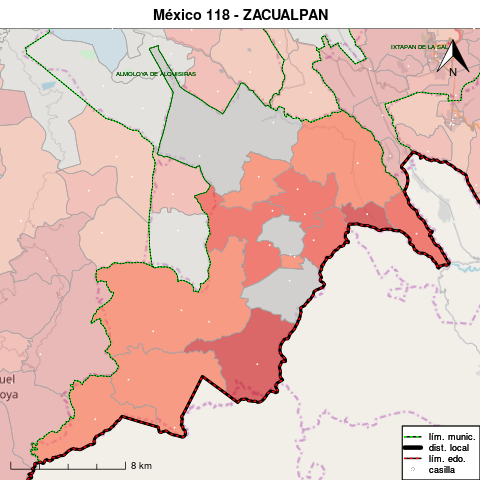 México 118 - ZACUALPAN
IXTAPAN DE LA SAL
ALMOLOYA DE ALQUISIRAS
N
uel
oya
8 km
lím. munic.
dist. local
lím. edo.
casilla